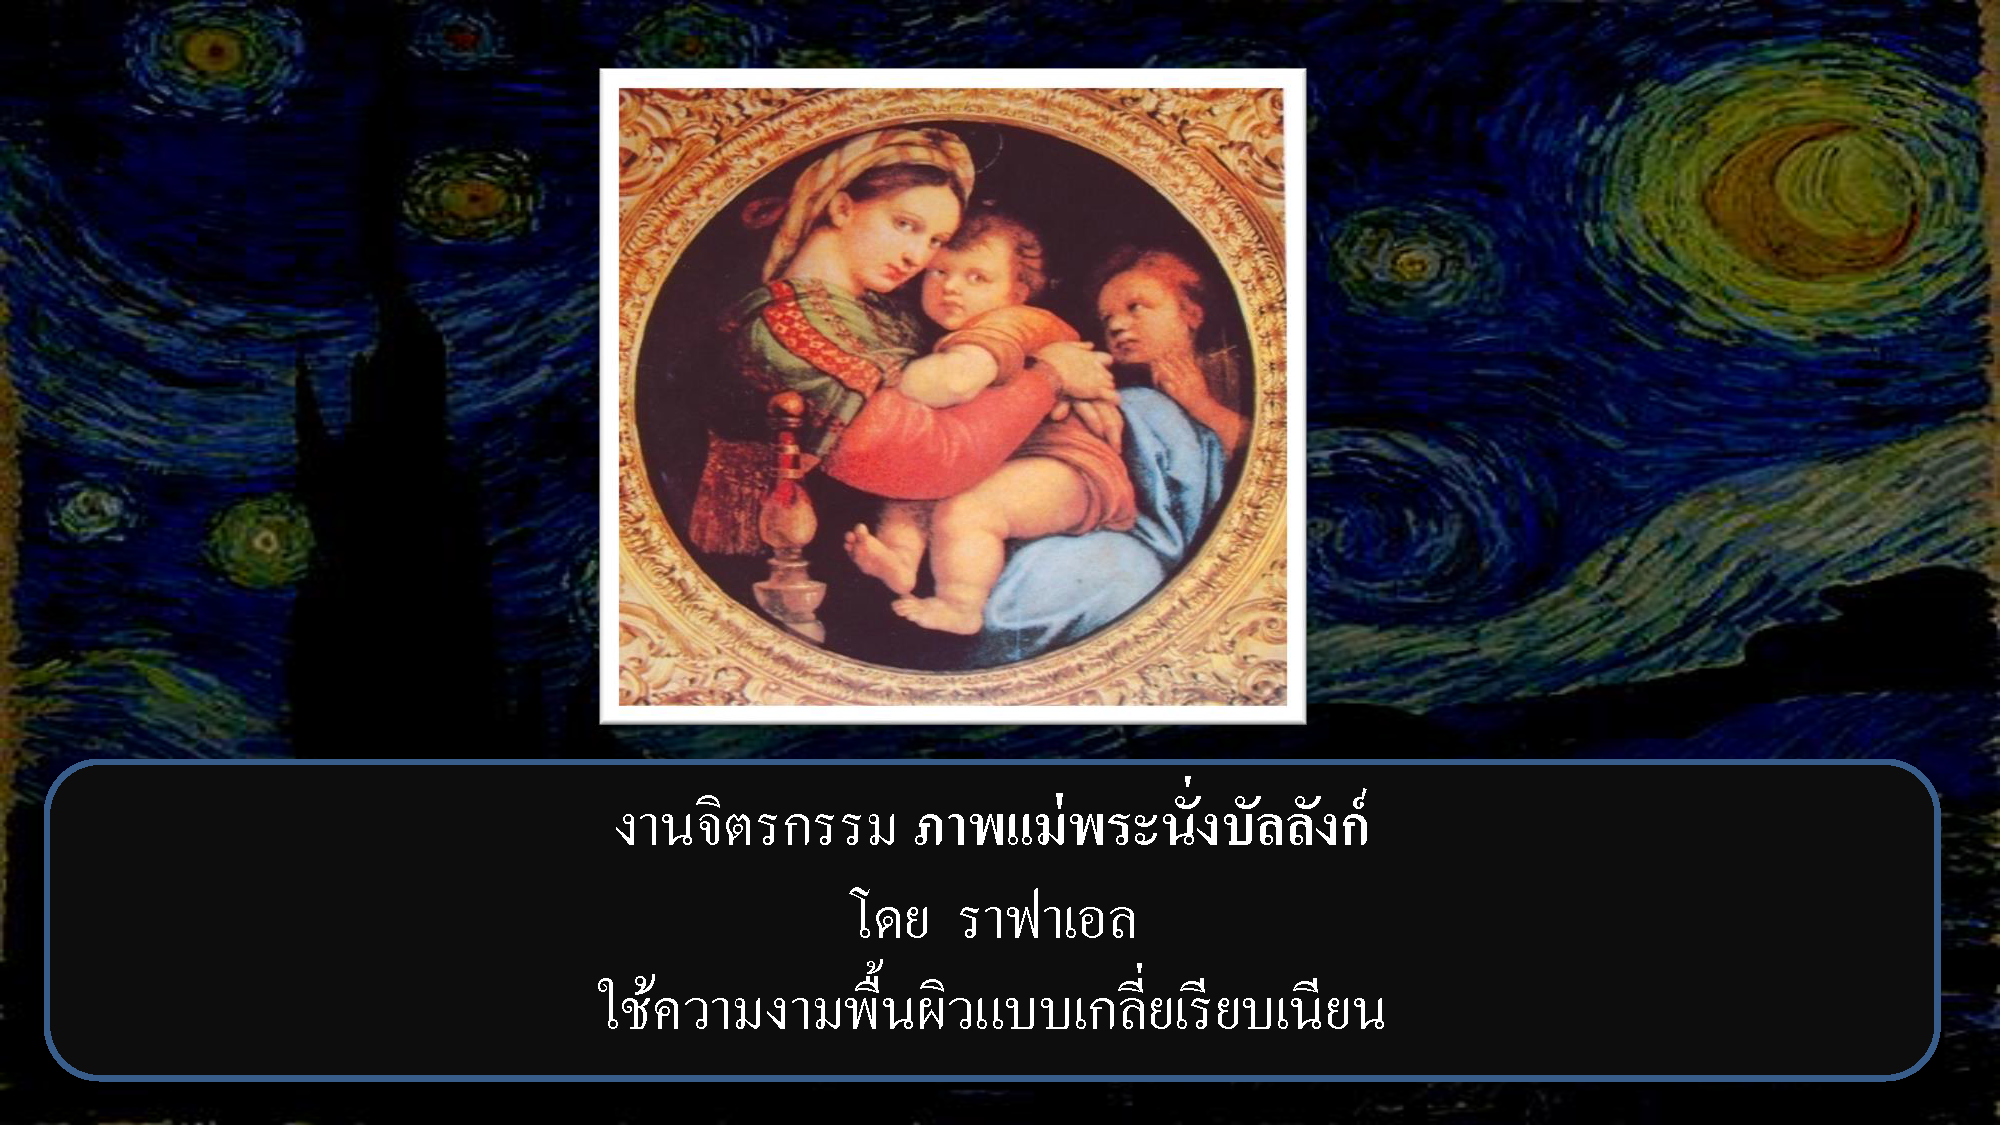 งานจิตรกรรม ภาพแม่พระนั่งบัลลังก์
โดย ราฟาเอล
ใช้ความงามพื้นผิวแบบเกลี่ยเรียบเนียน